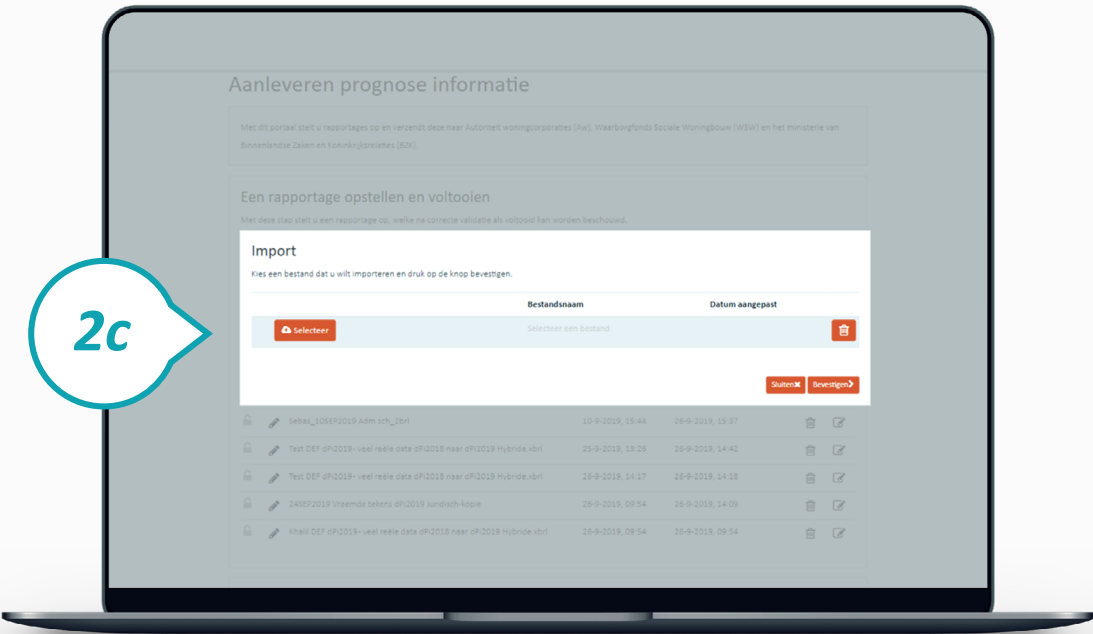 Aanleveren prognose informatie
Met dit portaal stelt u rapportages op en verzendt deze naar Autoriteit woningcorporaties (Aw), Waarborgfonds Sociale Woningbouw (WSW) en het ministerie van
Binnenlandse Zaken en Koninkrijksrelaties (BZK).
Een rapportage opstellen en voltooien
Met deze stap stelt u een rapportage op, welke na correcte validatie als voltooid kan worden beschouwd.
Import
Kies een bestand dat u wilt importeren en druk op de knop bevestigen.
Bestandsnaam Datum aangepast
Selecteer Selecteer een bestand
2c
Sluiten Bevestigen
Sebas_10SEP2019 Adm sch_2brl 10-9-2019, 15:44 26-9-2019, 15:57
Test DEF dPi2019- veel reële data dPi2018 naar dPi2019 Hybride.xbrl 25-9-2019, 13:26 26-9-2019, 14:42
Test DEF dPi2019- veel reële data dPi2018 naar dPi2019 Hybride.xbrl 26-9-2019, 14:17 26-9-2019, 14:18
24SEP2019 Vreemde tekens dPi2019 Juridisch-kopie 26-9-2019, 09:54 26-9-2019, 14:09
Khalil DEF dPi2019- veel reële data dPi2018 naar dPi2019 Hybride.xbrl 26-9-2019, 09:54 26-9-2019, 09:54